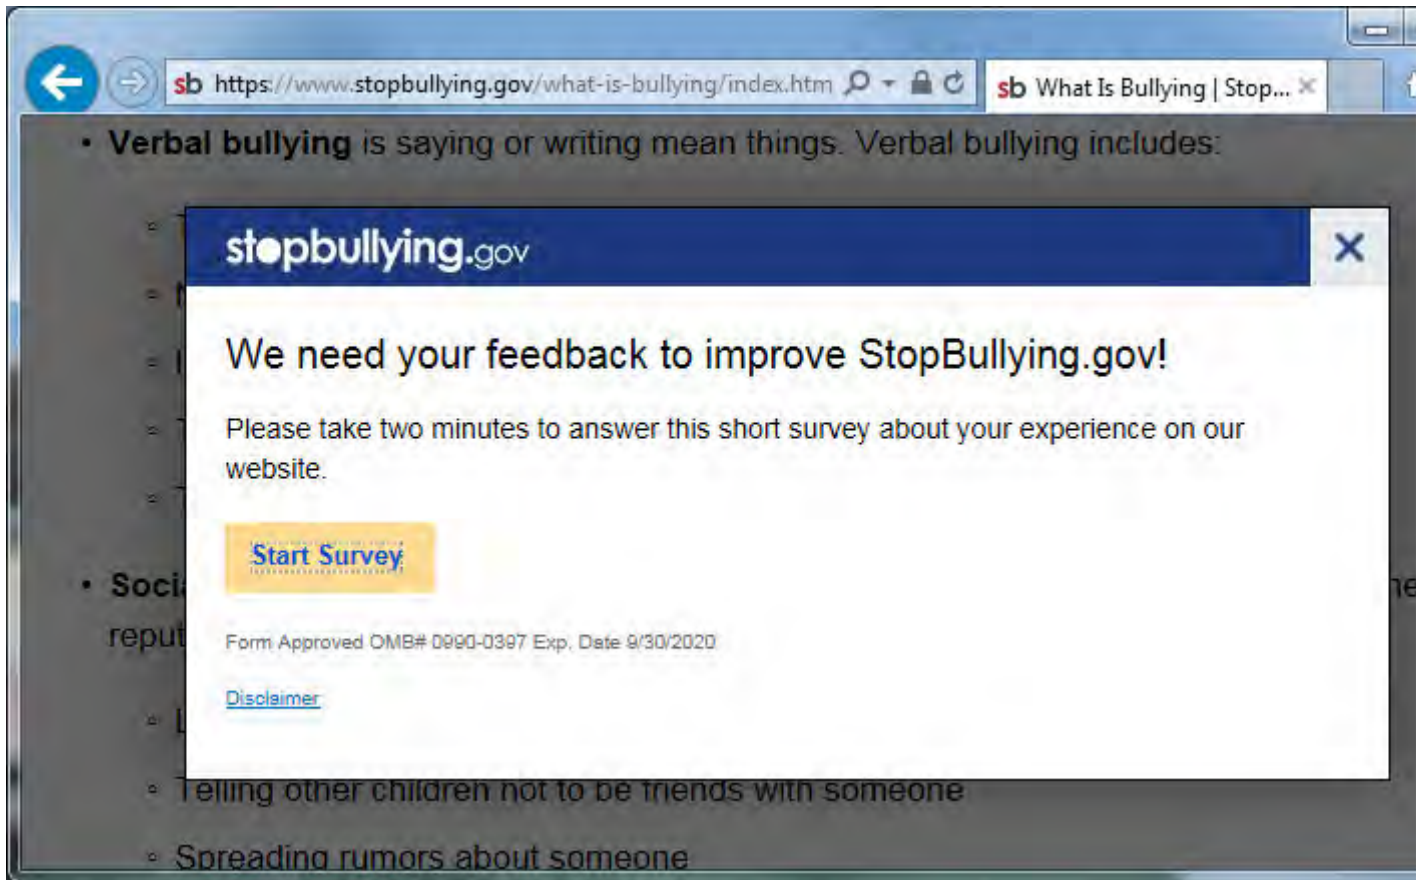 sb https://www.stopbullying.gov/what-is-bullying/index.htm
sb What Is Bullying | Stop...
• Verbal bullying is saying or writing mean things. Verbal bullying includes:
stopbullying.gov
We need your feedback to improve StopBullying.gov!
Please take two minutes to answer this short survey about your experience on our
website.
Start Survey
Form Approved OMB# 0990-0397 Exp. Date 9/30/2020
Disclaimer
◦ Telling other children not to be friends with someone
◦ Spreading rumors about someone